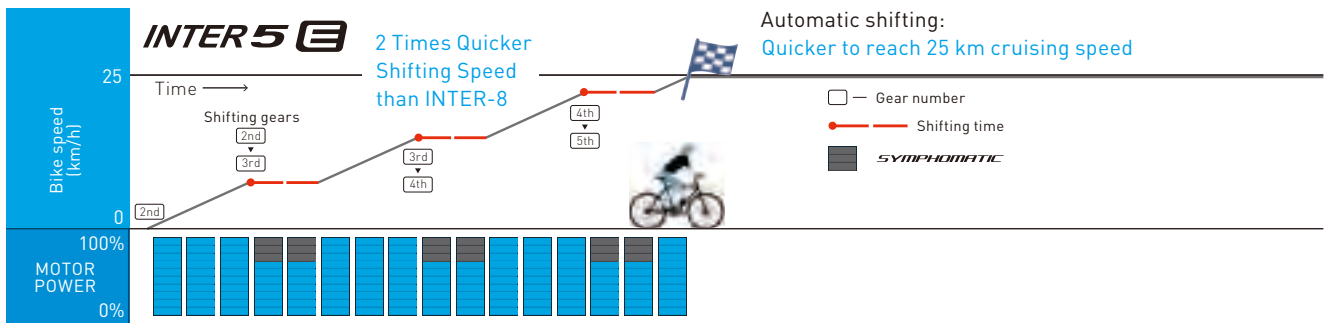 INTER 5 E
2 Times Quicker
Shifting Speed
than INTER-8
Automatic shifting:
Quicker to reach 25 km cruising speed
25
Time
Shifting gears
2nd
3rd
3rd
4th
4th
5th
2nd
Bike speed
(km/h)
0
Gear number
Shifting time
SYMPHOMATIC
100%
MOTOR
POWER
0%